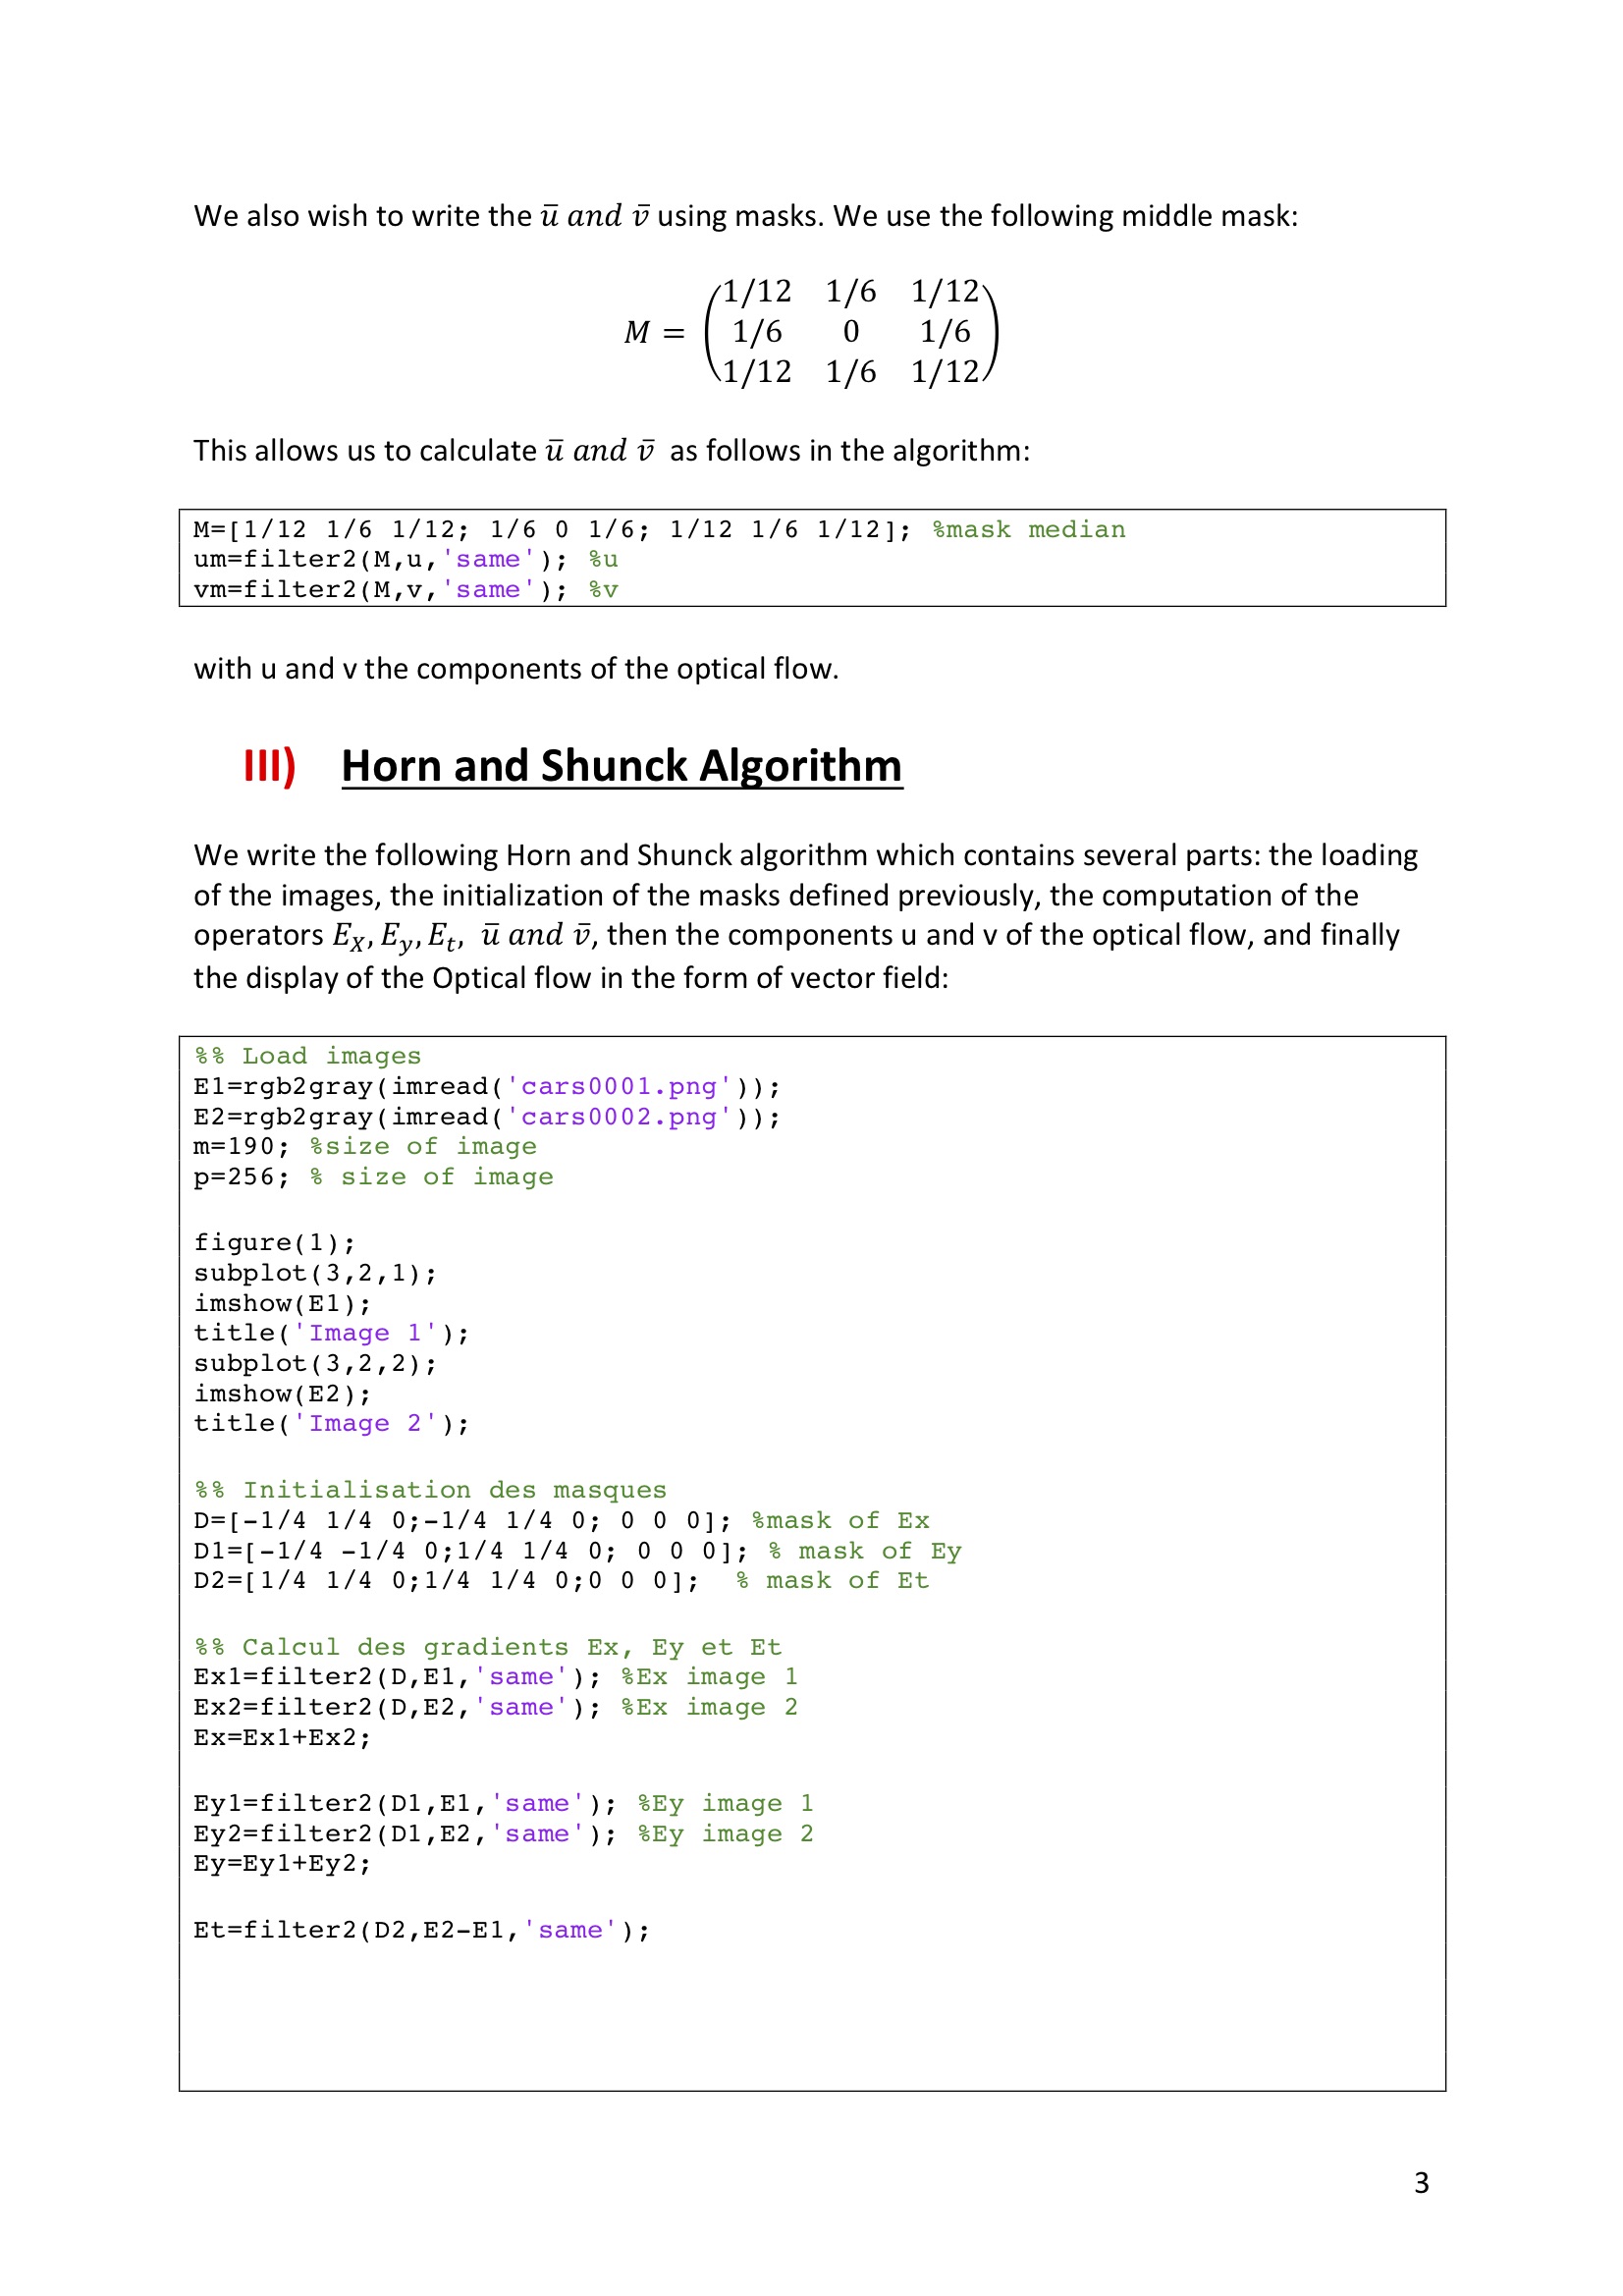 We also wish to write the ū and v̄ using masks. We use the following middle mask:
M = (1/12 1/6 1/12
1/6 0 1/6
1/12 1/6 1/12)
This allows us to calculate ū and v̄ as follows in the algorithm:
M=[1/12 1/6 1/12; 1/6 0 1/6; 1/12 1/6 1/12]; %mask median
um=filter2(M,u,'same'); %u
vm=filter2(M,v,'same'); %v
with u and v the components of the optical flow.
III) Horn and Shunck Algorithm
We write the following Horn and Shunck algorithm which contains several parts: the loading
of the images, the initialization of the masks defined previously, the computation of the
operators E_X, E_y, E_t, ū and v̄, then the components u and v of the optical flow, and finally
the display of the Optical flow in the form of vector field:
%% Load images
E1=rgb2gray(imread('cars0001.png'));
E2=rgb2gray(imread('cars0002.png'));
m=190; %size of image
p=256; % size of image
figure(1);
subplot(3,2,1);
imshow(E1);
title('Image 1');
subplot(3,2,2);
imshow(E2);
title('Image 2');
%% Initialisation des masques
D=[-1/4 1/4 0;-1/4 1/4 0; 0 0 0]; %mask of Ex
D1=[-1/4 -1/4 0;1/4 1/4 0; 0 0 0]; % mask of Ey
D2=[1/4 1/4 0;1/4 1/4 0;0 0 0]; % mask of Et
%% Calcul des gradients Ex, Ey et Et
Ex1=filter2(D,E1,'same'); %Ex image 1
Ex2=filter2(D,E2,'same'); %Ex image 2
Ex=Ex1+Ex2;
Ey1=filter2(D1,E1,'same'); %Ey image 1
Ey2=filter2(D1,E2,'same'); %Ey image 2
Ey=Ey1+Ey2;
Et=filter2(D2,E2-E1,'same');
3